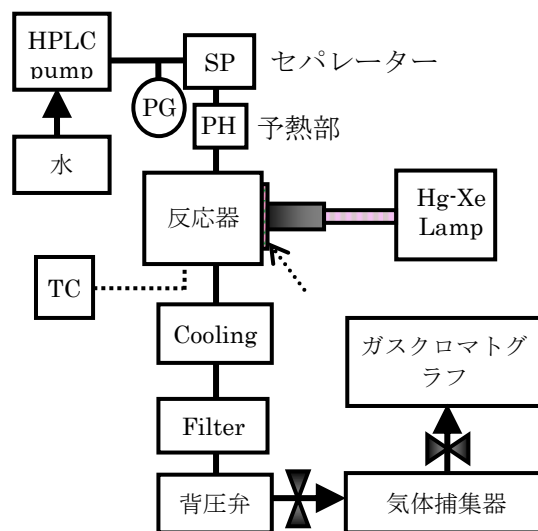 HPLC
pump
SP
セパレーター
PG
PH
予熱部
水
反応器
Hg-Xe
Lamp
TC
Cooling
ガスクロマトグ
ラフ
Filter
背圧弁
気体捕集器